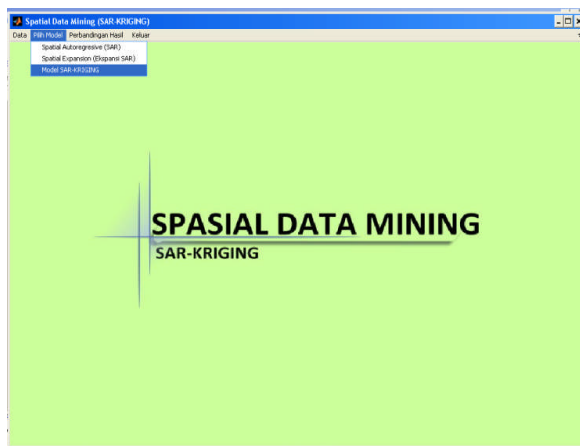 Spatial Data Mining (SAR-KRIGING)
Data Pilih Model Perbandingan Hasil Keluar
Spatial Autoregresive (SAR)
Spatial Expansion (Ekspansi SAR)
Model SAR-KRIGING
SPASIAL DATA MINING
SAR-KRIGING